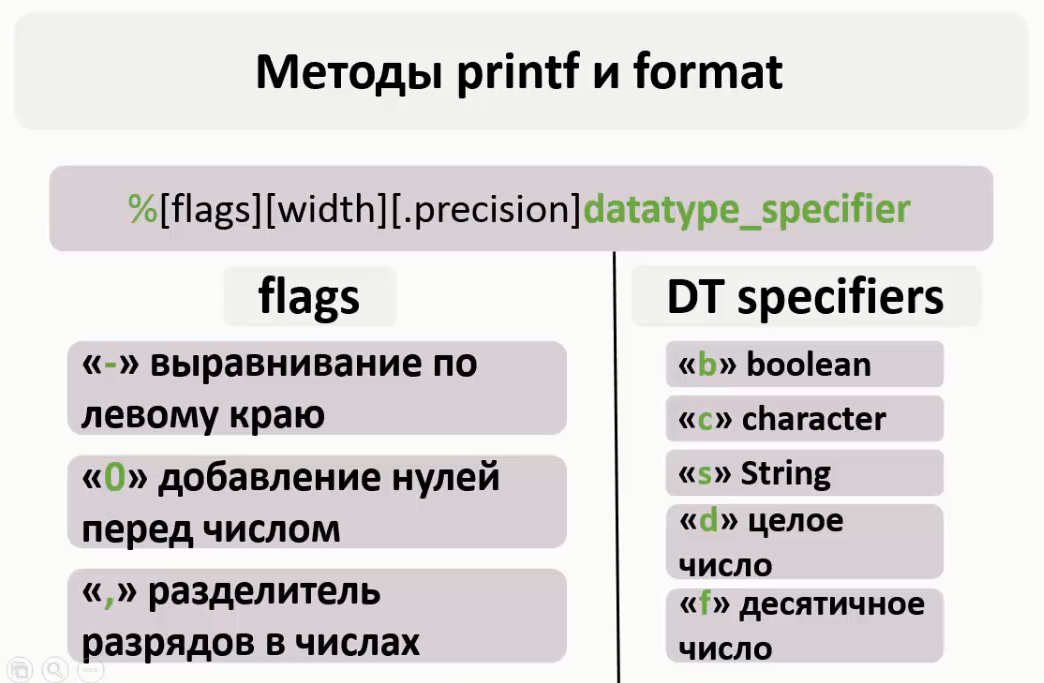 Методы printf и format
%[flags][width][.precision]datatype_specifier
flags
«-» выравнивание по
левому краю
«0» добавление нулей
перед числом
«,» разделитель
разрядов в числах
DT specifiers
«b» boolean
«c» character
«s» String
«d» целое
число
«f» десятичное
число